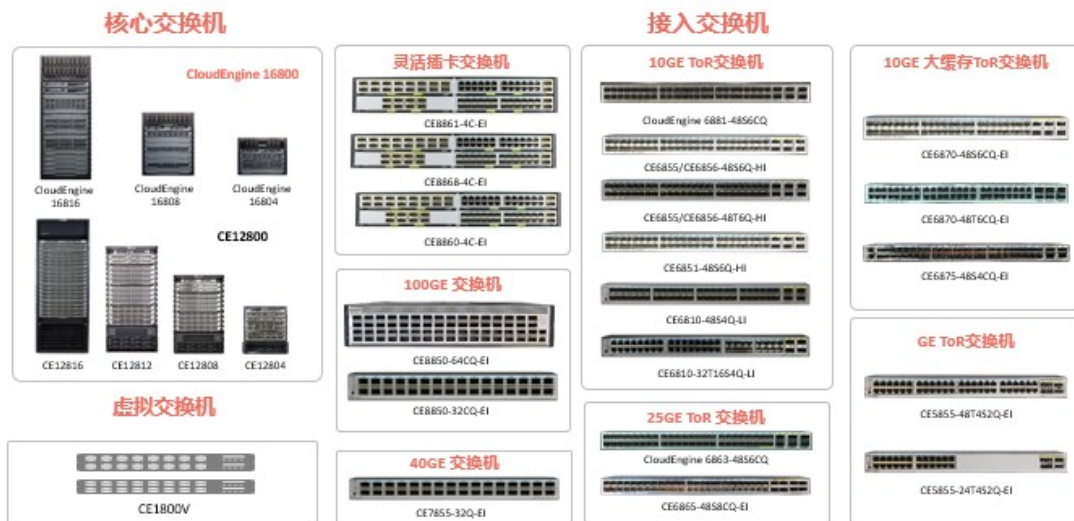 核心交换机
CloudEngine 16800
CloudEngine
16816
CloudEngine
16808
CloudEngine
16804
CE12800
CE12816
CE12812
CE12808
CE12804
虚拟交换机
CE1800V
接入交换机
灵活插卡交换机
CE8861-4C-EI
CE8868-4C-EI
CE8860-4C-EI
100GE 交换机
CE8850-64CQ-EI
CE8850-32CQ-EI
40GE 交换机
CE7855-32Q-EI
10GE ToR交换机
CloudEngine 6881-48S6CQ
CE6855/CE6856-48S6Q-HI
CE6855/CE6856-48T6Q-HI
CE6851-48S6Q-HI
CE6810-48S4Q-LI
CE6810-32T16S4Q-LI
25GE ToR 交换机
CloudEngine 6863-48S6CQ
CE6865-48S8CQ-EI
10GE 大缓存ToR交换机
CE6870-48S6CQ-EI
CE6870-48T6CQ-EI
CE6875-48S4CQ-EI
GE ToR交换机
CE5855-48T4S2Q-EI
CE5855-24T4S2Q-EI